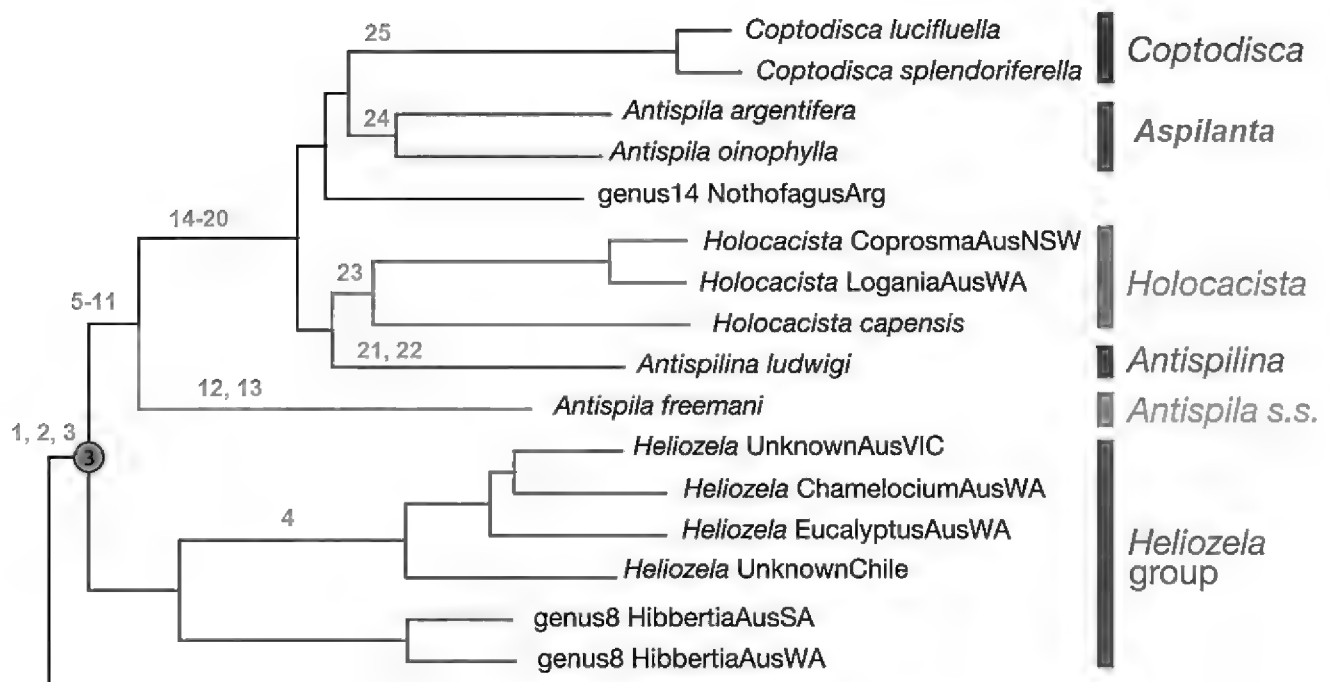 25
Coptodisca lucifluella
Coptodisca splendoriferella
Coptodisca
24
Antispila argentifera
Antispila oinophylla
Aspilanta
genus14 NothofagusArg
14-20
Holocacista CoprosmaAusNSW
23
Holocacista LoganiaAusWA
Holocacista
5-11
Holocacista capensis
21, 22
Antispilina ludwigi
Antispilina
12, 13
Antispila freemani
Antispila s.s.
1, 2, 3
3
Heliozela UnknownAusVIC
Heliozela ChamelociumAusWA
4
Heliozela EucalyptusAusWA
Heliozela
group
Heliozela UnknownChile
genus8 HibbertiaAusSA
genus8 HibbertiaAusWA